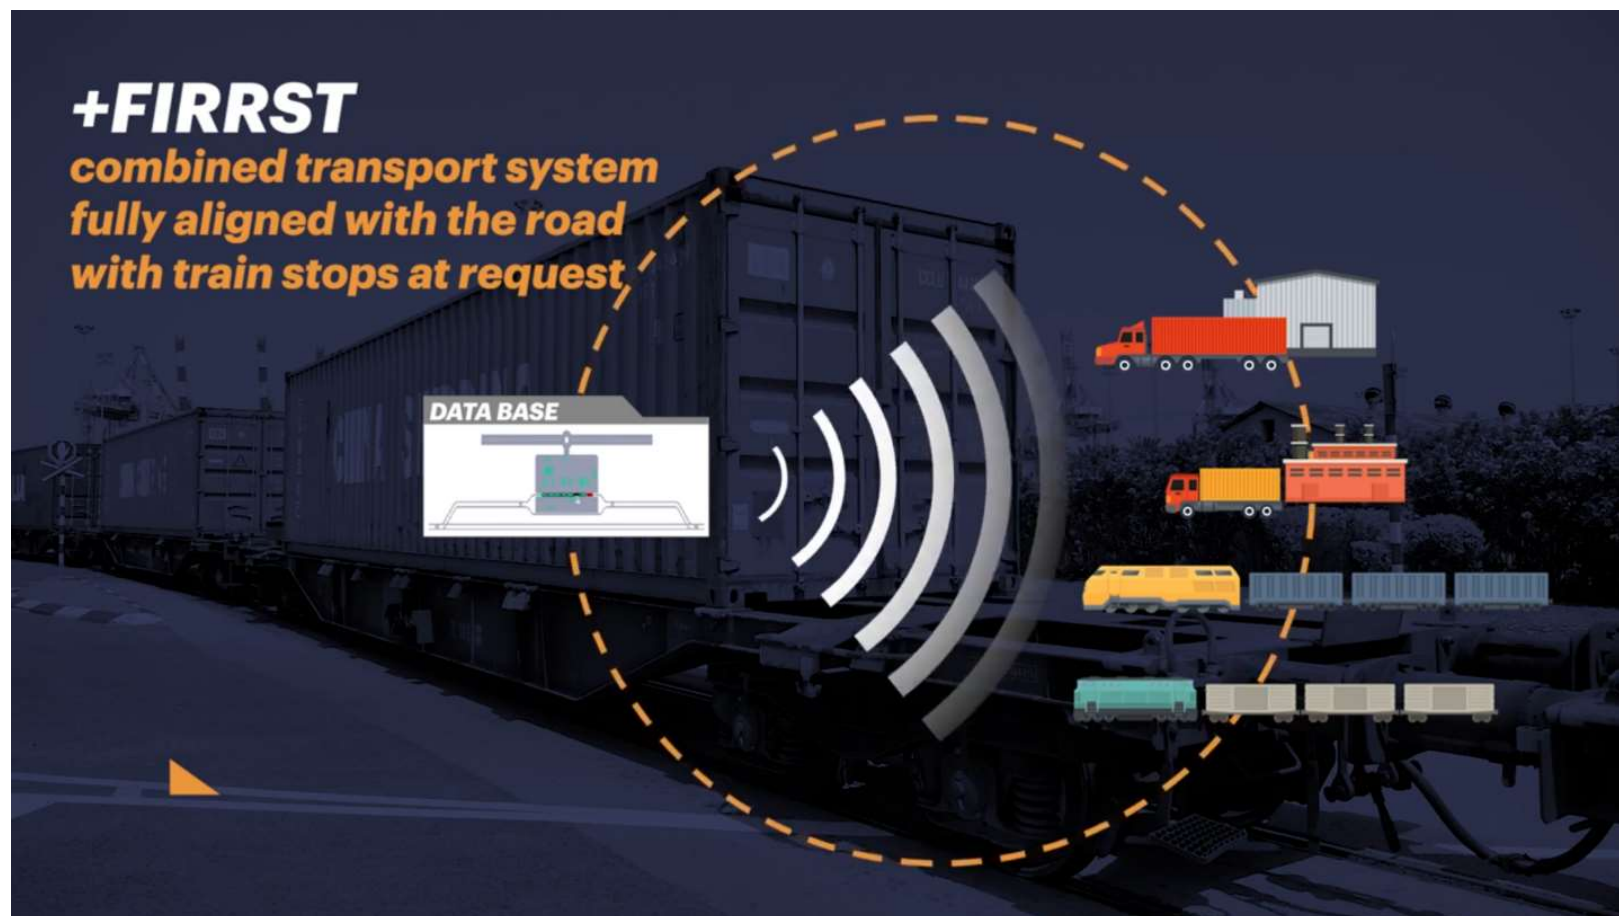 +FIRRST
combined transport system
fully aligned with the road
with train stops at request
DATA BASE